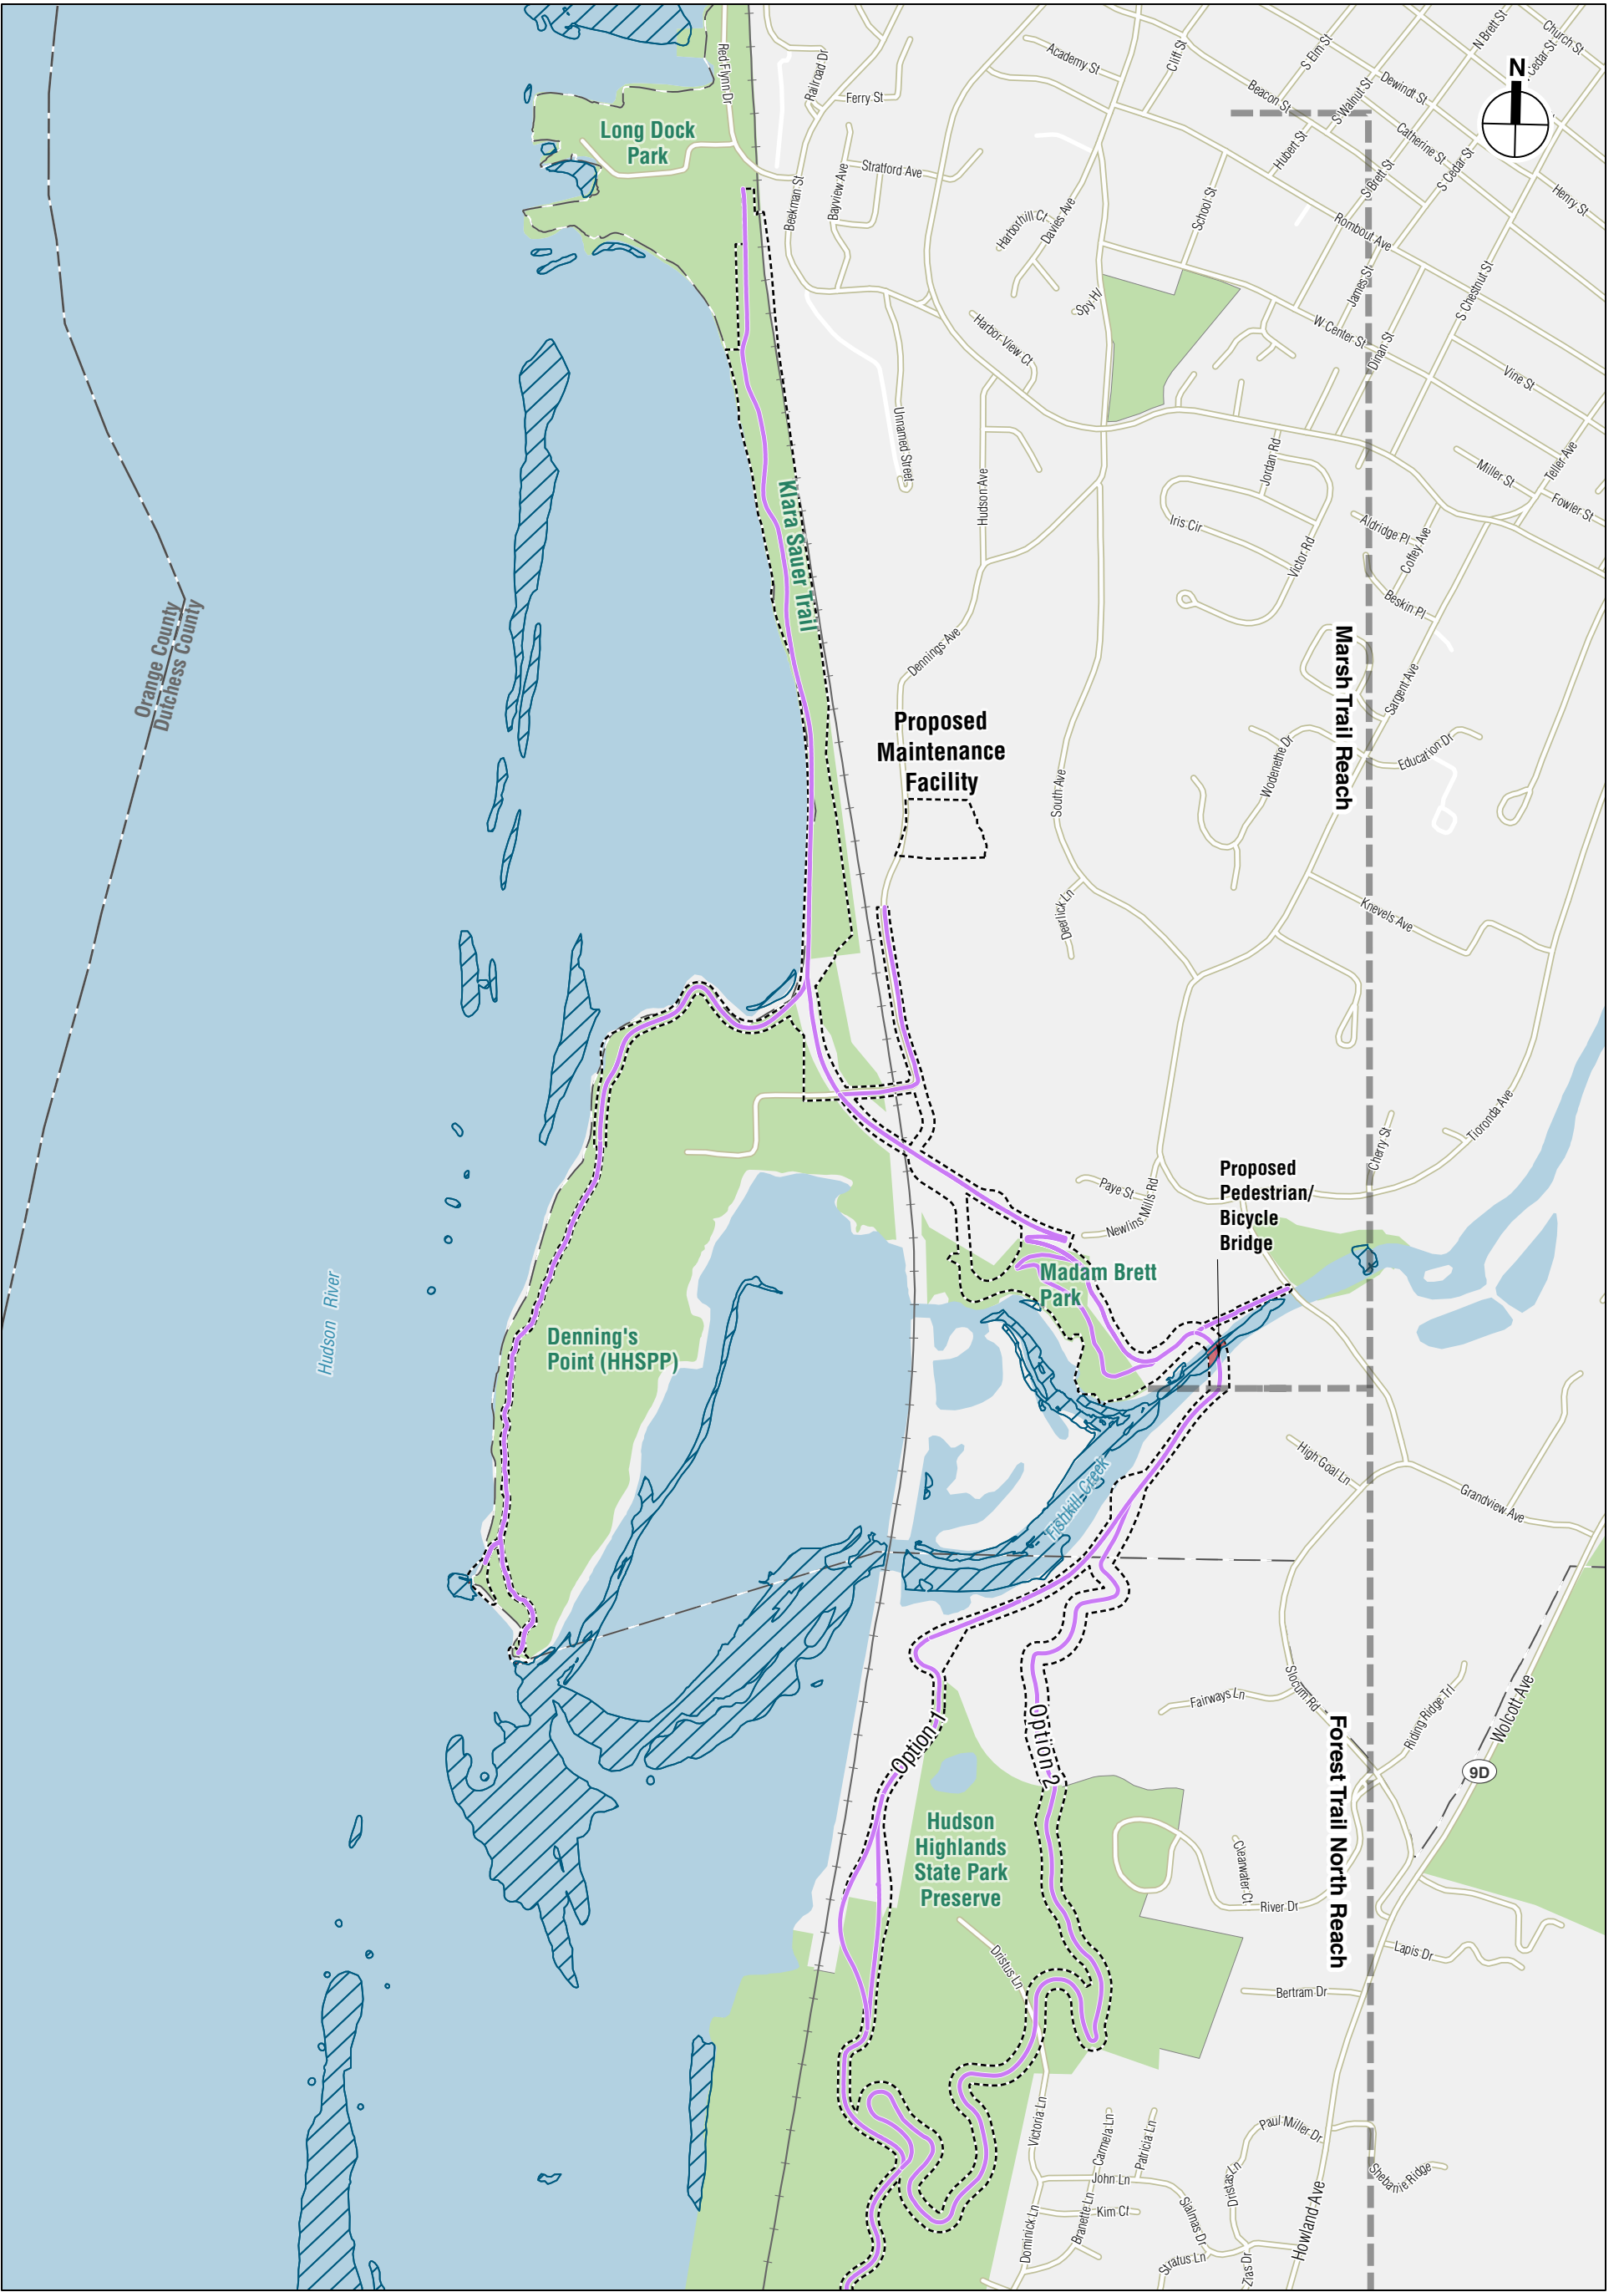 N
Red Flynn Dr
Railroad Dr
Academy St
Cliff St
S Elm St
N Brett St
Church St
Cedar St
Ferry St
Beacon St
S Walnut St
Dewindt St
Long Dock
Park
Stratford Ave
Hubert St
Catherine St
S Cedar St
Henry St
Beekman St
Bayview Ave
Harborhill Ct
Davies Ave
School St
S Brett St
Rombout Ave
James St
S Chestnut St
Spy Hl
Harbor View Ct
W Center St
Dinan St
Vine St
Unnamed Street
Hudson Ave
Jordan Rd
Miller St
Teller Ave
Fowler St
Klara Sauer Trail
Iris Cir
Victor Rd
Aldridge Pl
Coffey Ave
Beskin Pl
Orange County
Dutchess County
Dennings Ave
Marsh Trail Reach
Sargent Ave
Proposed
Maintenance
Facility
South Ave
Wodenethe Dr
Education Dr
Deerlick Ln
Knevels Ave
Tioronda Ave
Cherry St
Proposed
Pedestrian/
Bicycle
Bridge
Paye St
Newlins Mills Rd
Madam Brett
Park
Hudson River
Denning's
Point (HHSPP)
High Goal Ln
Grandview Ave
Fishkill Creek
Slocum Rd
Fairways Ln
Riding Ridge Trl
Wolcott Ave
9D
Option 1
Option 2
Forest Trail North Reach
Hudson
Highlands
State Park
Preserve
Clearwater Ct
River Dr
Dristus Ln
Lapis Dr
Bertram Dr
Victoria Ln
Carmela Ln
Patricia Ln
Paul Miller Dr
Shebanie Ridge
John Ln
Dristas Ln
Kim Ct
Branette Ln
Sialmas Dr
Dominick Ln
Stratus Ln
Zias Dr
Howland Ave